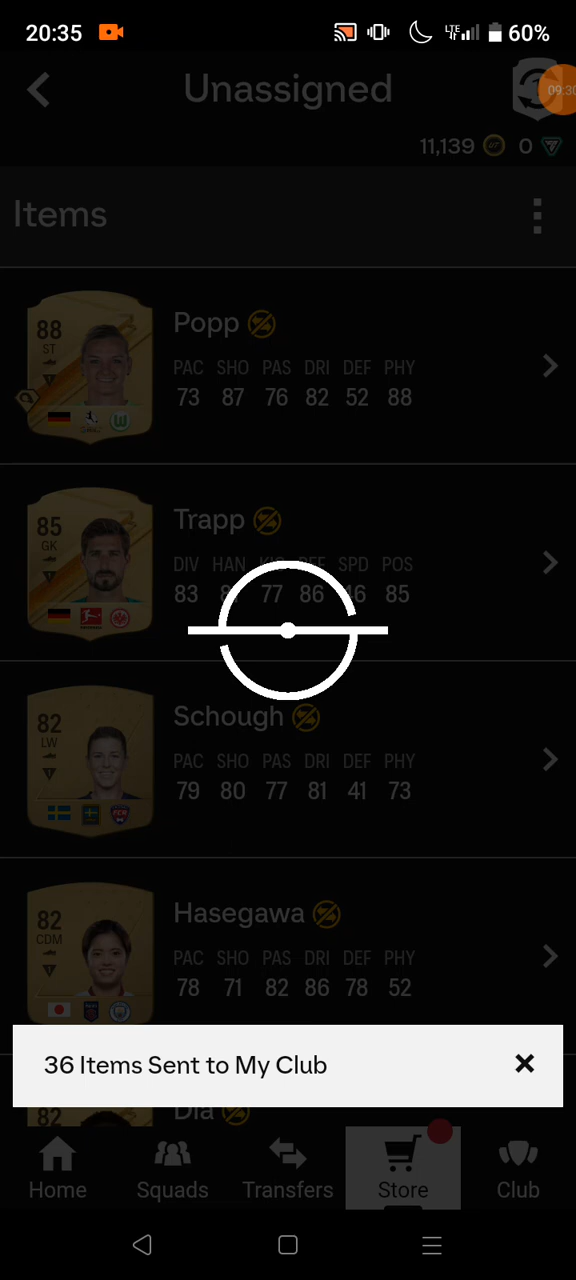 20:35 LTE 60%
Unassigned
09:30
11,139 0
Items
88 ST Popp
PAC SHO PAS DRI DEF PHY
73 87 76 82 52 88
85 GK Trapp
DIV HAN SPD POS
83 77 86 46 85
82 LW Schough
PAC SHO PAS DRI DEF PHY
79 80 77 81 41 73
82 CDM Hasegawa
PAC SHO PAS DRI DEF PHY
78 71 82 86 78 52
36 Items Sent to My Club
82 Dia
Home Squads Transfers Store Club